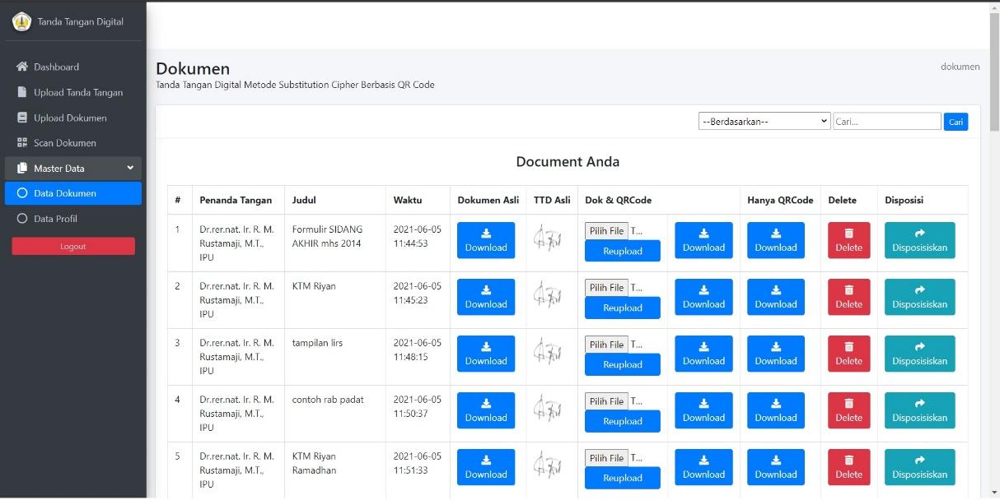 Tanda Tangan Digital
Dashboard
Upload Tanda Tangan
Upload Dokumen
Scan Dokumen
Master Data
Data Dokumen
Data Profil
Logout
Dokumen
dokumen
Tanda Tangan Digital Metode Substitution Cipher Berbasis QR Code
--Berdasarkan-- Cari... Cari
Document Anda
# Penanda Tangan Judul Waktu Dokumen Asli TTD Asli Dok & QRCode Hanya QRCode Delete Disposisi
1 Dr.rer.nat. Ir. R. M. Formulir SIDANG 2021-06-05 Pilih File T...
Rustamaji, M.T., AKHIR mhs 2014 11:44:53 Download Reupload Download Download Delete Disposisiskan
IPU
2 Dr.rer.nat. Ir. R. M. KTM Riyan 2021-06-05 Pilih File T...
Rustamaji, M.T., 11:45:23 Download Reupload Download Download Delete Disposisiskan
IPU
3 Dr.rer.nat. Ir. R. M. tampilan lirs 2021-06-05 Pilih File T...
Rustamaji, M.T., 11:48:15 Download Reupload Download Download Delete Disposisiskan
IPU
4 Dr.rer.nat. Ir. R. M. contoh rab padat 2021-06-05 Pilih File T...
Rustamaji, M.T., 11:50:37 Download Reupload Download Download Delete Disposisiskan
IPU
5 Dr.rer.nat. Ir. R. M. KTM Riyan 2021-06-05 Pilih File T...
Rustamaji, M.T., Ramadhan 11:51:33 Download Reupload Download Download Delete Disposisiskan
IPU